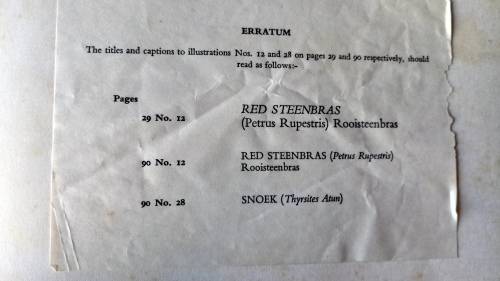 ERRATUM
The titles and captions to illustrations Nos. 12 and 28 on pages 29 and 90 respectively, should
read as follows:-
Pages
29 No. 12 RED STEENBRAS
(Petrus Rupestris) Rooisteenbras
90 No. 12 RED STEENBRAS (Petrus Rupestris)
Rooisteenbras
90 No. 28 SNOEK (Thyrsites Atun)